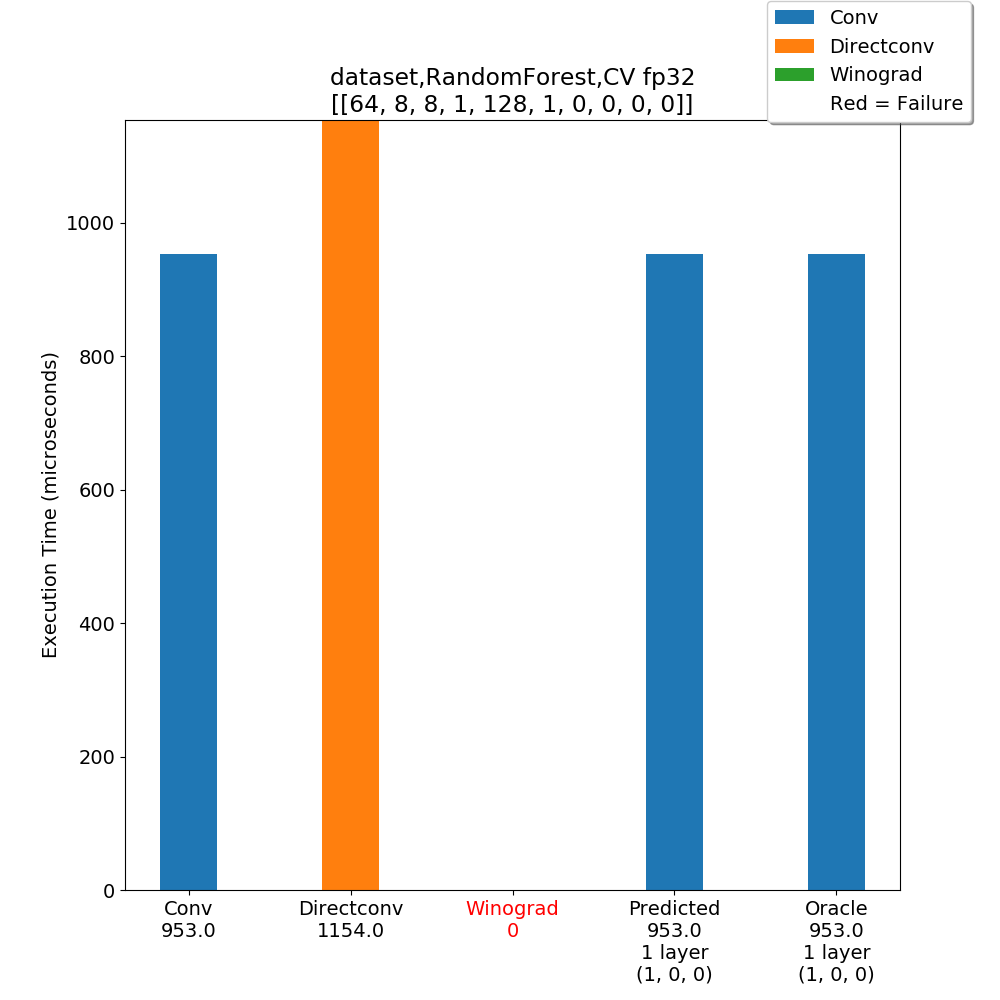 Conv
Directconv
Winograd
Red = Failure
dataset,RandomForest,CV fp32
[[64, 8, 8, 1, 128, 1, 0, 0, 0, 0]]
Execution Time (microseconds)
1000
800
600
400
200
0
Conv
953.0
Directconv
1154.0
Winograd
0
Predicted
953.0
1 layer
(1, 0, 0)
Oracle
953.0
1 layer
(1, 0, 0)